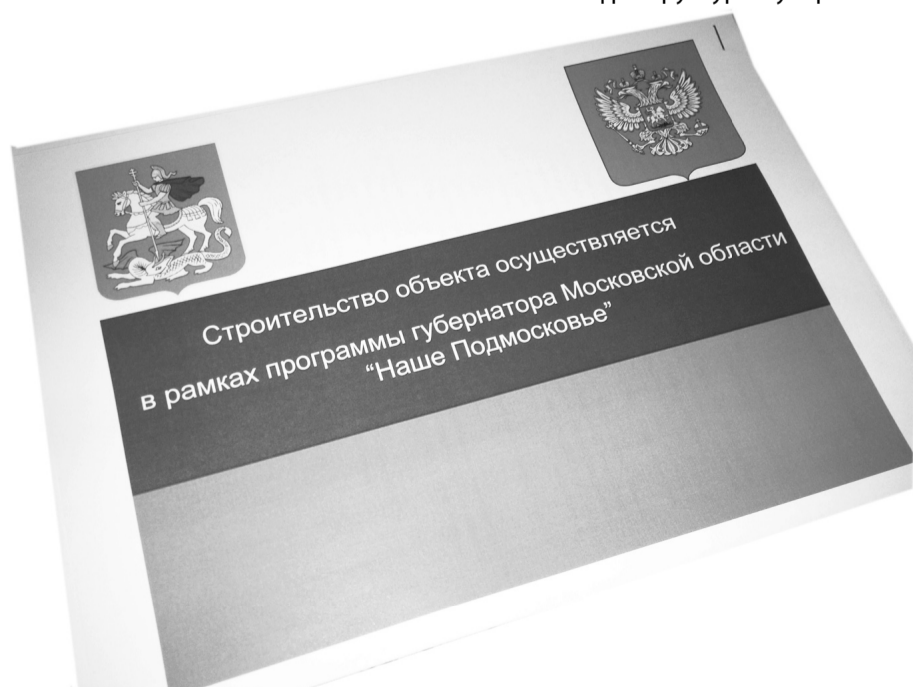 Строительство объекта осуществляется
в рамках программы губернатора Московской области
“Наше Подмосковье”